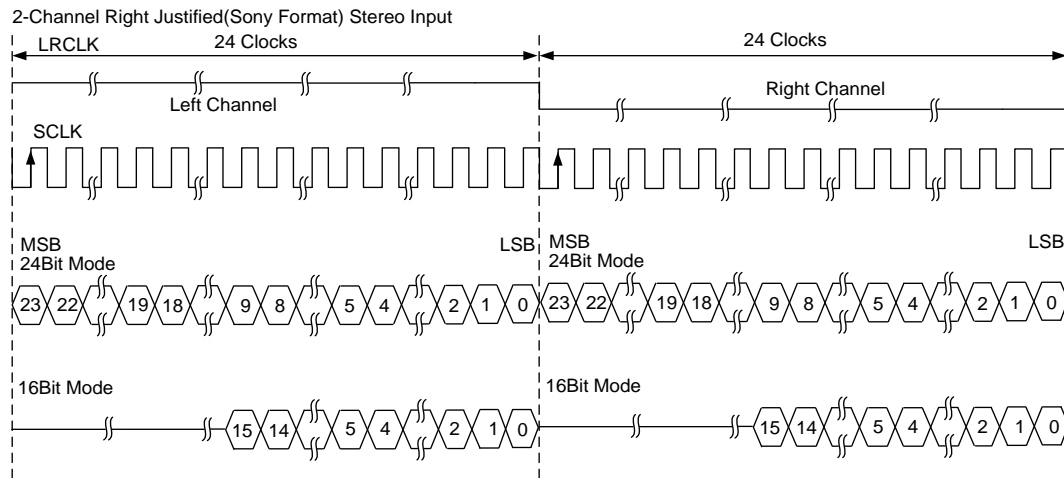 2-Channel Right Justified(Sony Format) Stereo Input
LRCLK 24 Clocks 24 Clocks
Left Channel Right Channel
SCLK
MSB LSB MSB LSB
24Bit Mode 24Bit Mode
23 22 19 18 9 8 5 4 2 1 0 23 22 19 18 9 8 5 4 2 1 0
16Bit Mode 16Bit Mode
15 14 5 4 2 1 0 15 14 5 4 2 1 0